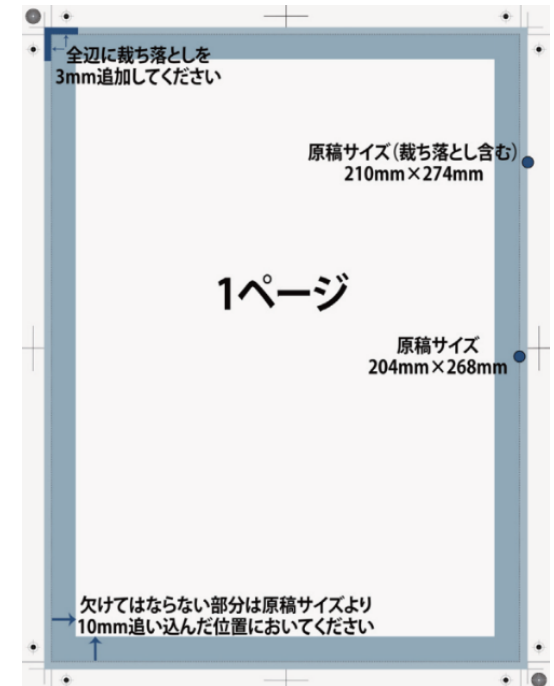 全辺に裁ち落としを
3mm追加してください
原稿サイズ(裁ち落とし含む)
210mm×274mm
1ページ
原稿サイズ
204mm×268mm
欠けてはならない部分は原稿サイズより
10mm追い込んだ位置においてください